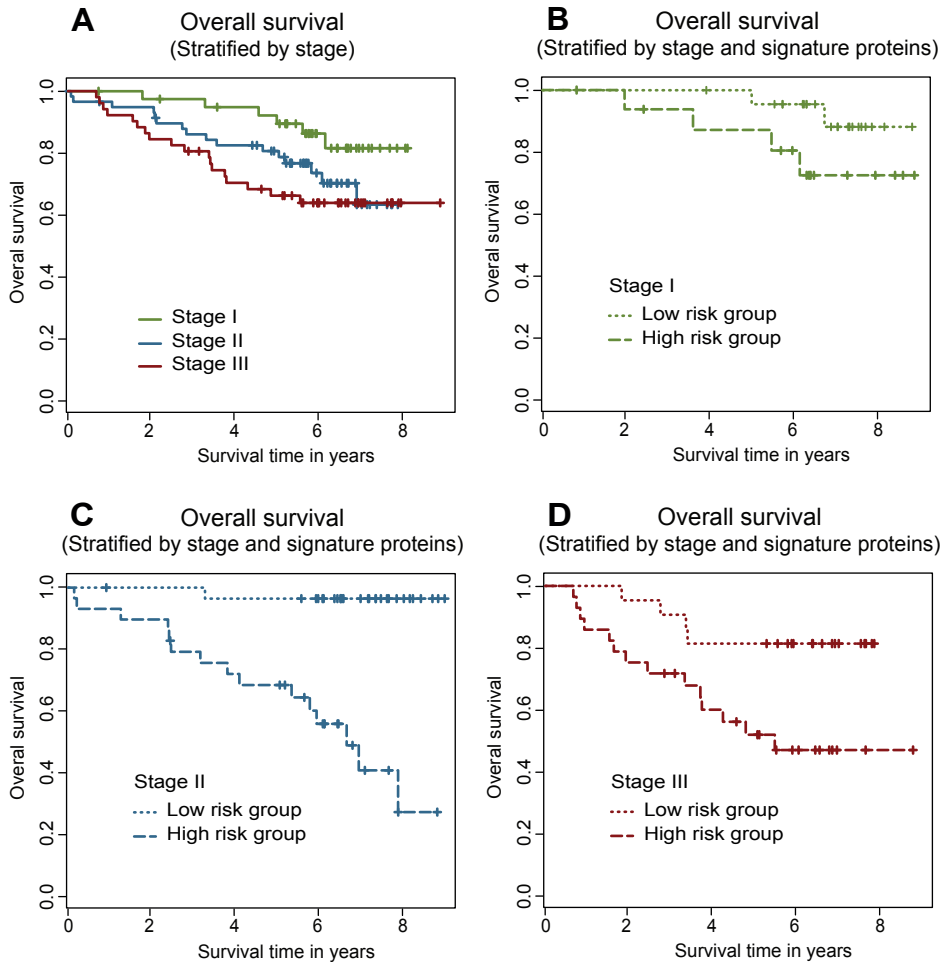 A
Overall survival
(Stratified by stage)
Overal survival
0.0
0.2
0.4
0.6
0.8
1.0
Stage I
Stage II
Stage III
0 2 4 6 8
Survival time in years
B
Overall survival
(Stratified by stage and signature proteins)
Overal survival
0.0
0.2
0.4
0.6
0.8
1.0
Stage I
Low risk group
High risk group
0 2 4 6 8
Survival time in years
C
Overall survival
(Stratified by stage and signature proteins)
Overal survival
0.0
0.2
0.4
0.6
0.8
1.0
Stage II
Low risk group
High risk group
0 2 4 6 8
Survival time in years
D
Overall survival
(Stratified by stage and signature proteins)
Overal survival
0.0
0.2
0.4
0.6
0.8
1.0
Stage III
Low risk group
High risk group
0 2 4 6 8
Survival time in years